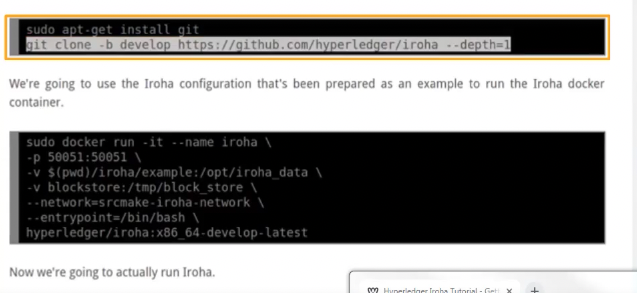 sudo apt-get install git
git clone -b develop https://github.com/hyperledger/iroha --depth=1
We're going to use the Iroha configuration that's been prepared as an example to run the Iroha docker
container.
sudo docker run -it --name iroha \
-p 50051:50051 \
-v $(pwd)/iroha/example:/opt/iroha_data \
-v blockstore:/tmp/block_store \
--network=srcmake-iroha-network \
--entrypoint=/bin/bash \
hyperledger/iroha:x86_64-develop-latest
Now we're going to actually run Iroha.
Hyperledger Iroha Tutorial - Gett